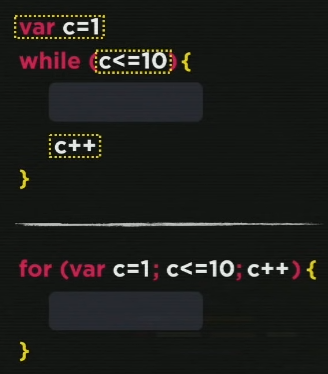 var c=1
while (c<=10) {
c++
}
for (var c=1; c<=10; c++) {
}